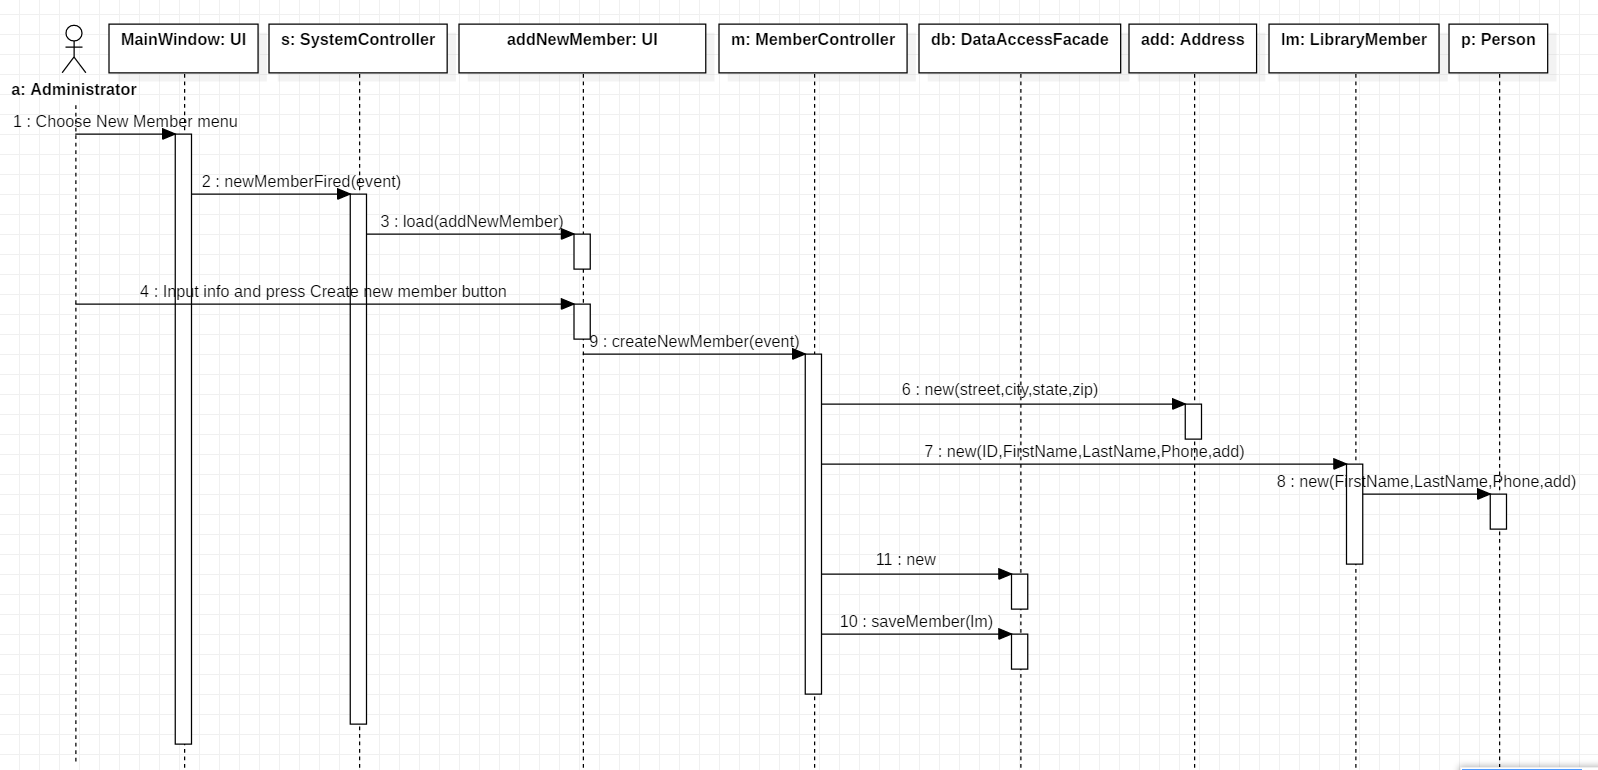 MainWindow: UI
s: SystemController
addNewMember: UI
m: MemberController
db: DataAccessFacade
add: Address
lm: LibraryMember
p: Person
a: Administrator
1 : Choose New Member menu
2 : newMemberFired(event)
3 : load(addNewMember)
4 : Input info and press Create new member button
9 : createNewMember(event)
6 : new(street,city,state,zip)
7 : new(ID,FirstName,LastName,Phone,add)
8 : new(FirstName,LastName,Phone,add)
11 : new
10 : saveMember(lm)